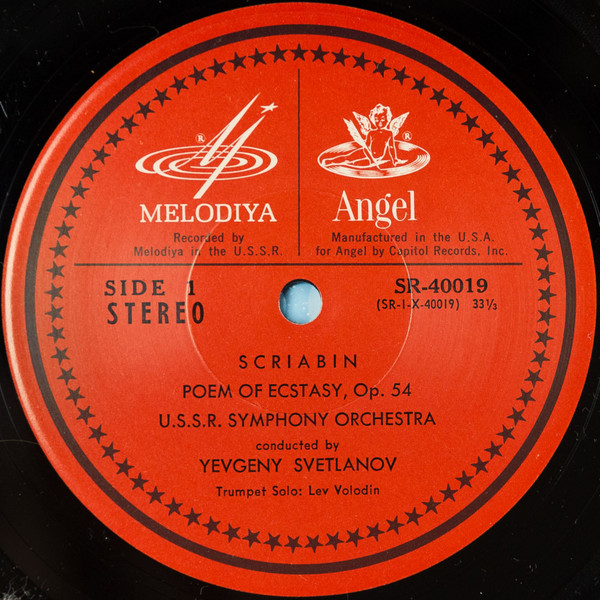 MELODIYA
Recorded by
Melodiya in the U.S.S.R.
®
Angel
Manufactured in the U.S.A.
for Angel by Capitol Records, Inc.
SIDE 1
STEREO
SR-40019
(SR-1-X-40019) 33⅓
SCRIABIN
POEM OF ECSTASY, Op. 54
U.S.S.R. SYMPHONY ORCHESTRA
conducted by
YEVGENY SVETLANOV
Trumpet Solo: Lev Volodin